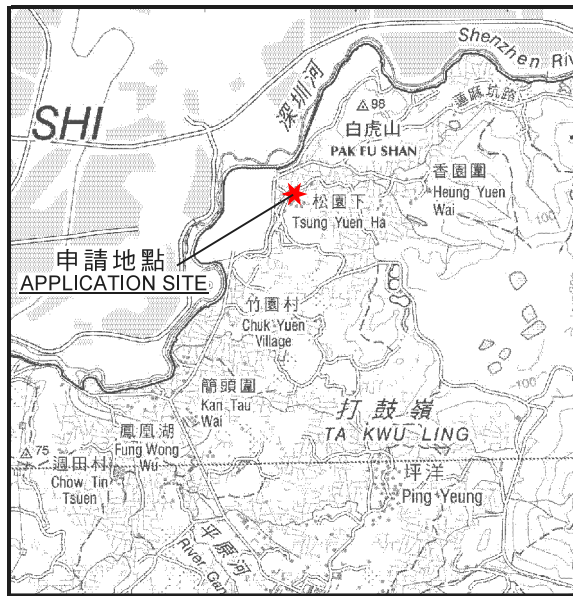 Shenzhen Riv
深圳河
SHI
98
蓮麻坑路
白虎山
PAK FU SHAN
香園圍
Heung Yuen
Wai
松園下
Tsung Yuen Ha
100
申請地點
APPLICATION SITE
竹園村
Chuk Yuen
Village
簡頭圍
Kan Tau
Wai
100
打鼓嶺
TA KWU LING
鳳凰湖
Fung Wong
Wu
75
週田村
Chow Tin
Tsuen
坪洋
Ping Yeung
平原河
River Gan